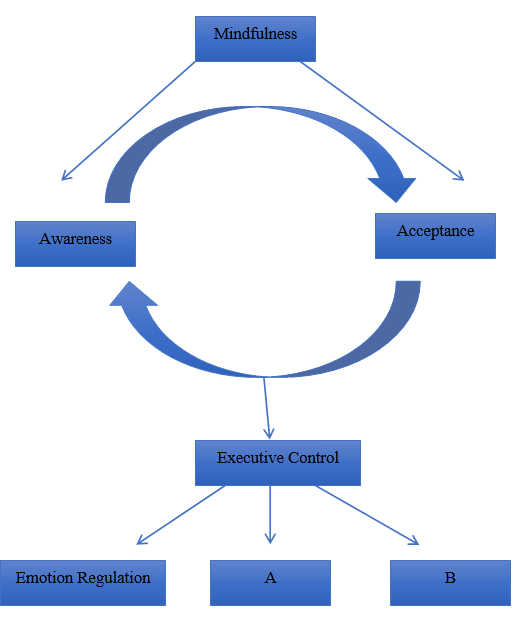 Mindfulness
Awareness
Acceptance
Executive Control
Emotion Regulation
A
B